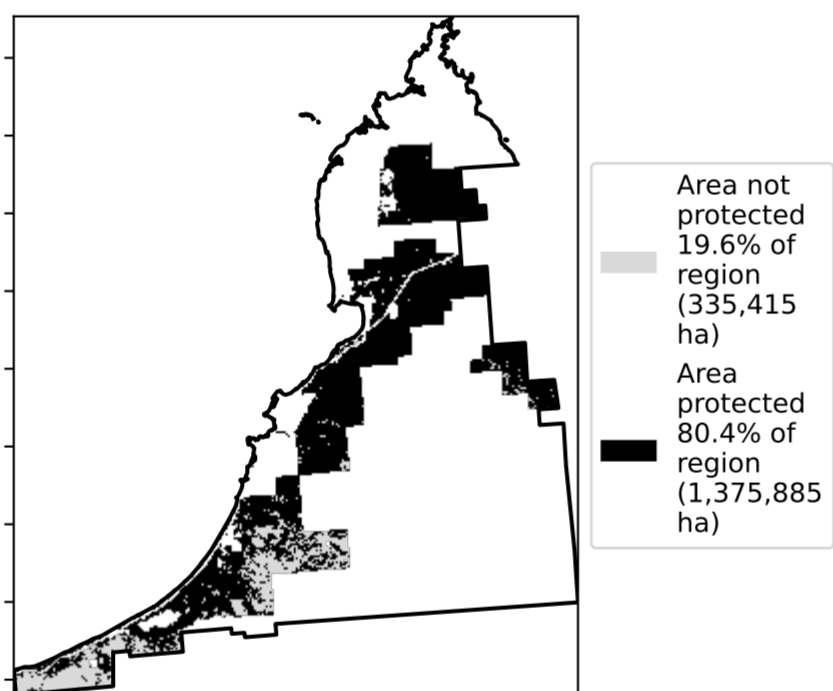 Area not
protected
19.6% of
region
(335,415
ha)
Area
protected
80.4% of
region
(1,375,885
ha)